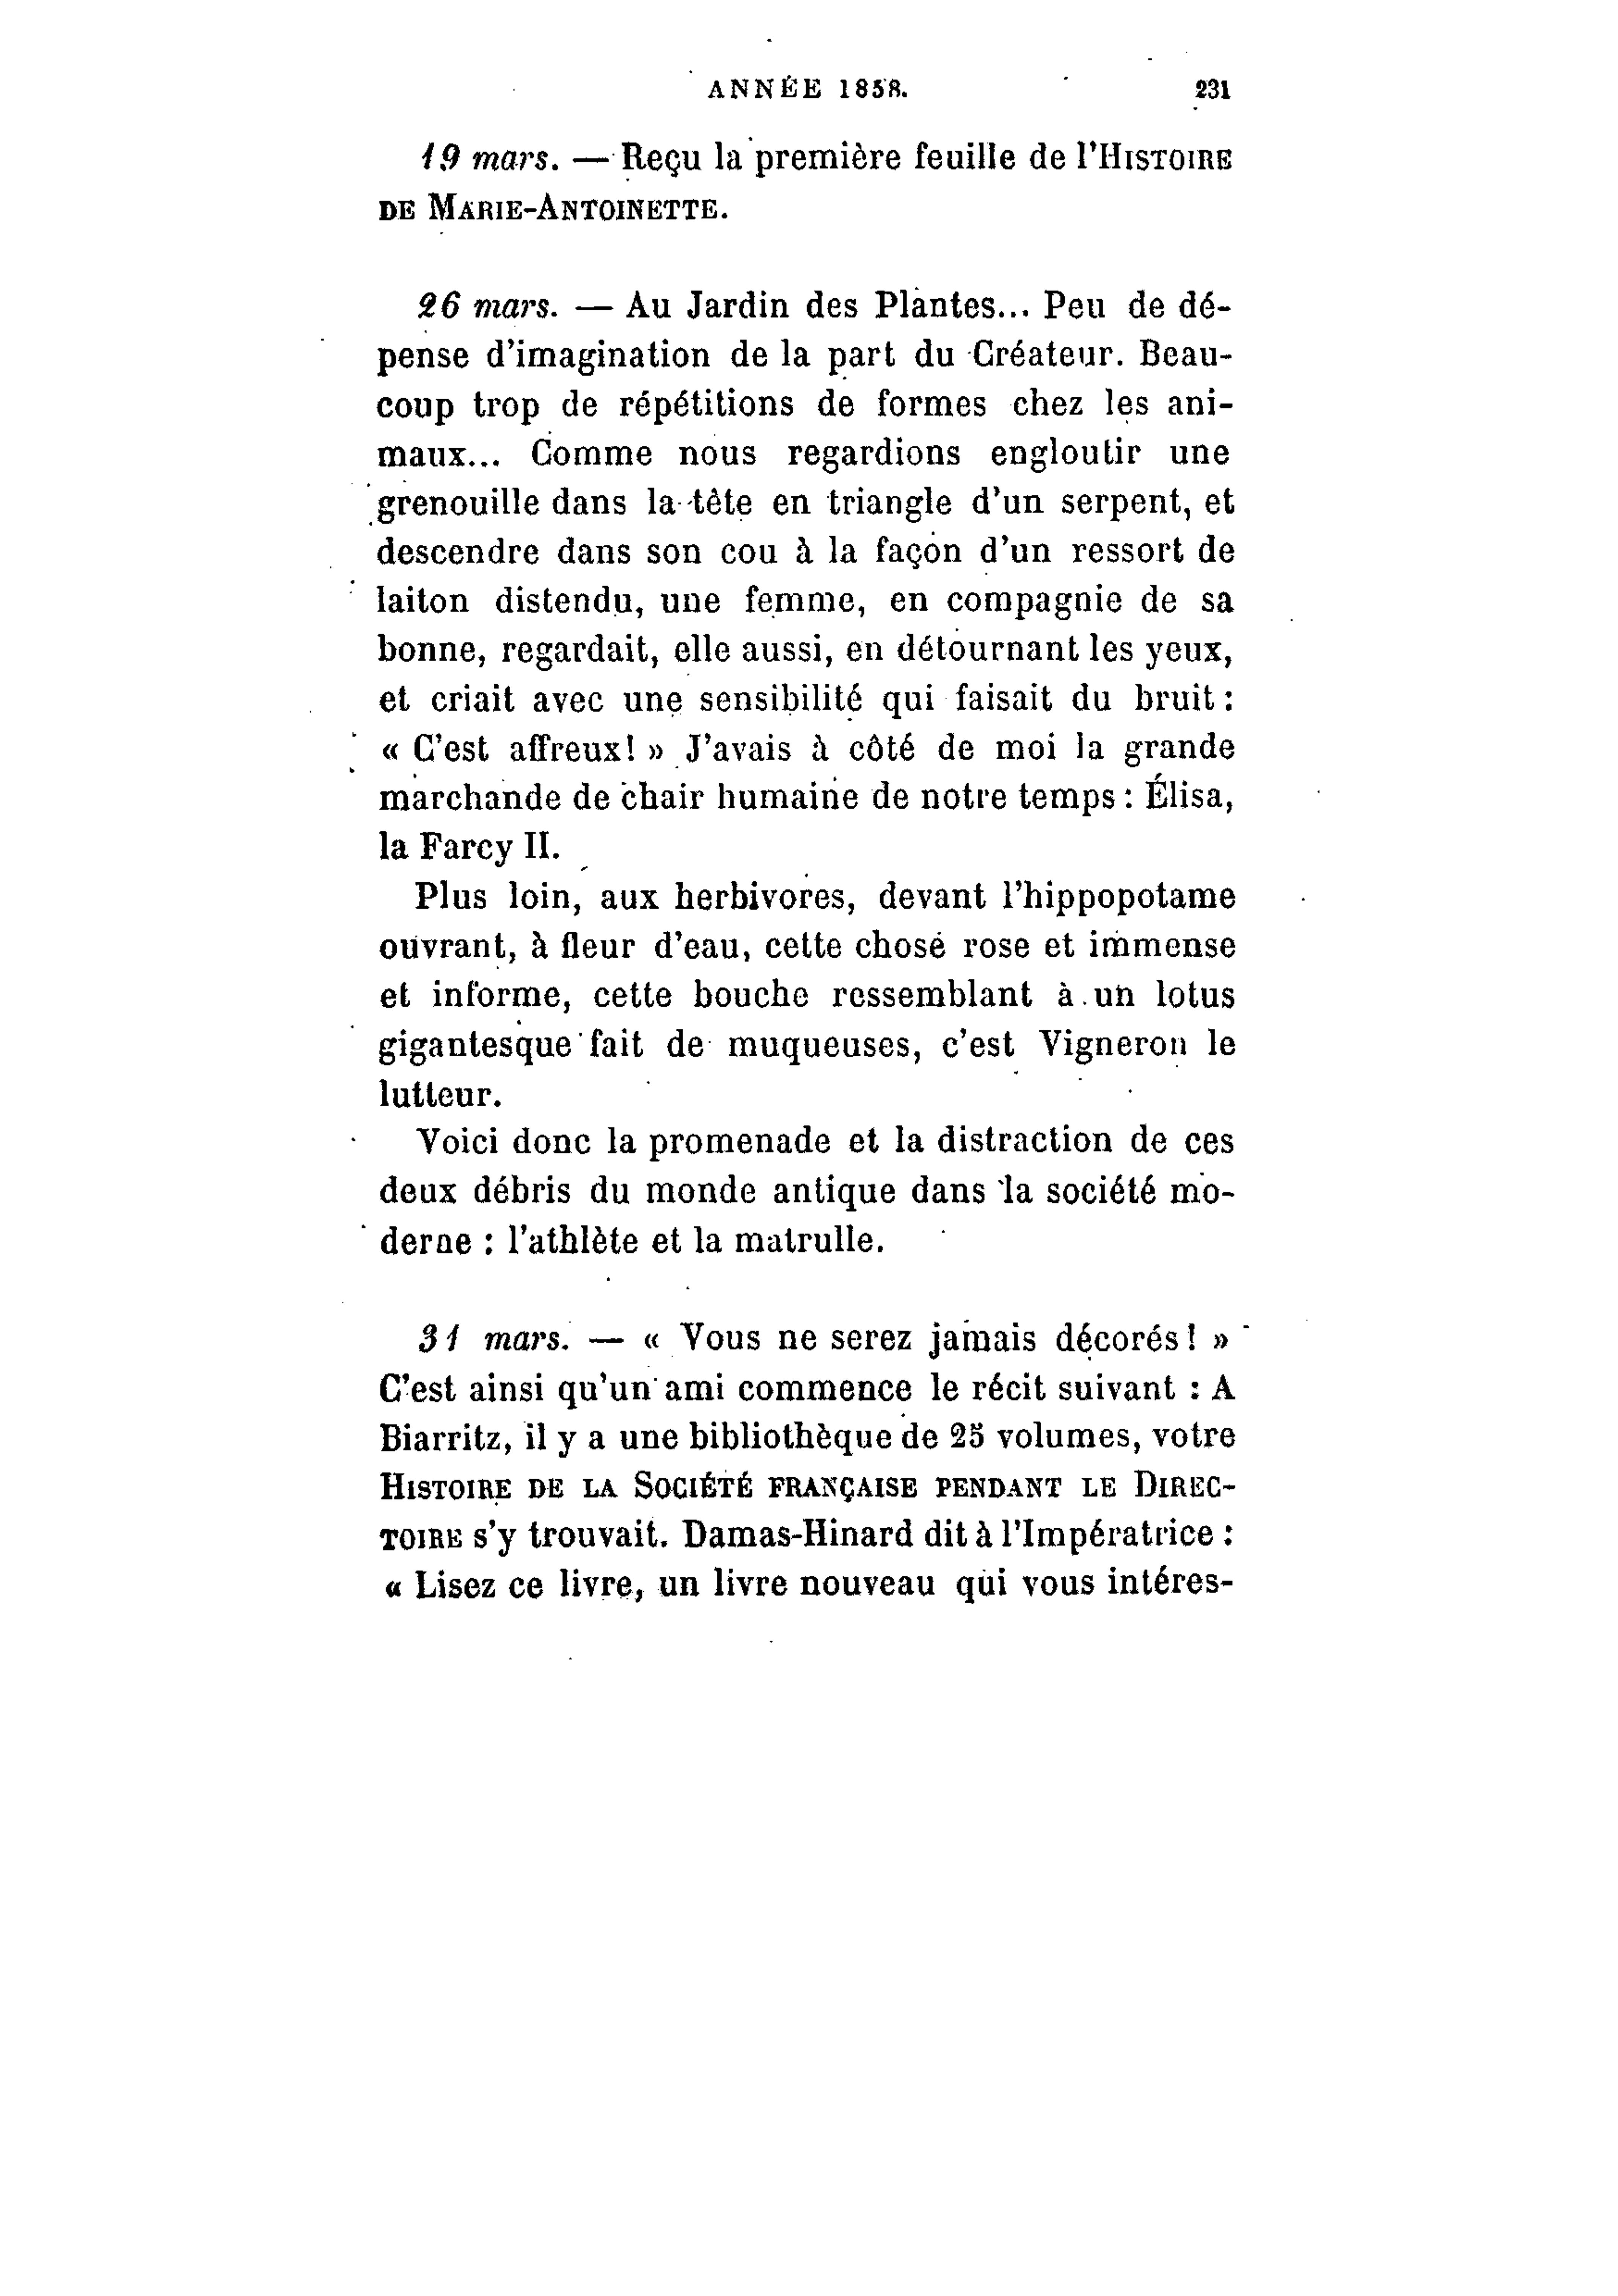 ANNÉE 1858. 231
19 mars. — Reçu la première feuille de l'HISTOIRE
DE MARIE-ANTOINETTE.
26 mars. — Au Jardin des Plantes... Peu de dé-
pense d'imagination de la part du Créateur. Beau-
coup trop de répétitions de formes chez les ani-
maux... Comme nous regardions engloutir une
grenouille dans la tête en triangle d'un serpent, et
descendre dans son cou à la façon d'un ressort de
laiton distendu, une femme, en compagnie de sa
bonne, regardait, elle aussi, en détournant les yeux,
et criait avec une sensibilité qui faisait du bruit :
« C'est affreux! » J'avais à côté de moi la grande
marchande de chair humaine de notre temps : Élisa,
la Farcy II.
Plus loin, aux herbivores, devant l'hippopotame
ouvrant, à fleur d'eau, cette chose rose et immense
et informe, cette bouche ressemblant à un lotus
gigantesque fait de muqueuses, c'est Vigneron le
lutteur.
Voici donc la promenade et la distraction de ces
deux débris du monde antique dans la société mo-
derne : l'athlète et la matrulle.
31 mars. — « Vous ne serez jamais décorés! »
C'est ainsi qu'un ami commence le récit suivant : A
Biarritz, il y a une bibliothèque de 25 volumes, votre
HISTOIRE DE LA SOCIÉTÉ FRANÇAISE PENDANT LE DIREC-
TOIRE s'y trouvait. Damas-Hinard dit à l'Impératrice :
« Lisez ce livre, un livre nouveau qui vous intéres-